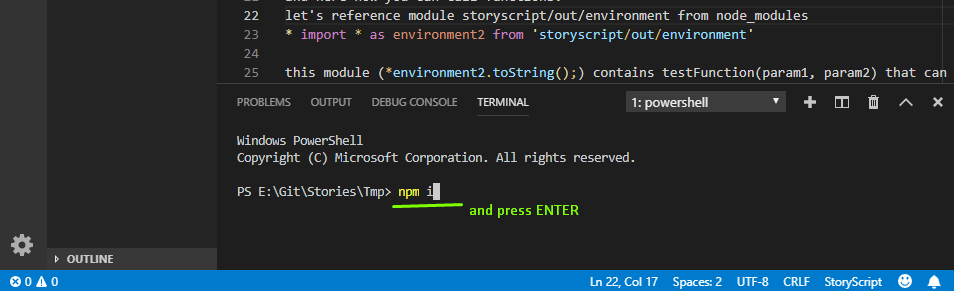 22 let's reference module storyscript/out/environment from node_modules
23 * import * as environment2 from 'storyscript/out/environment'
24
25 this module (*environment2.toString();) contains testFunction(param1, param2) that can
PROBLEMS OUTPUT DEBUG CONSOLE TERMINAL 1: powershell
Windows PowerShell
Copyright (C) Microsoft Corporation. All rights reserved.
PS E:\Git\Stories\Tmp> npm i
and press ENTER
OUTLINE
0 0 Ln 22, Col 17 Spaces: 2 UTF-8 CRLF StoryScript